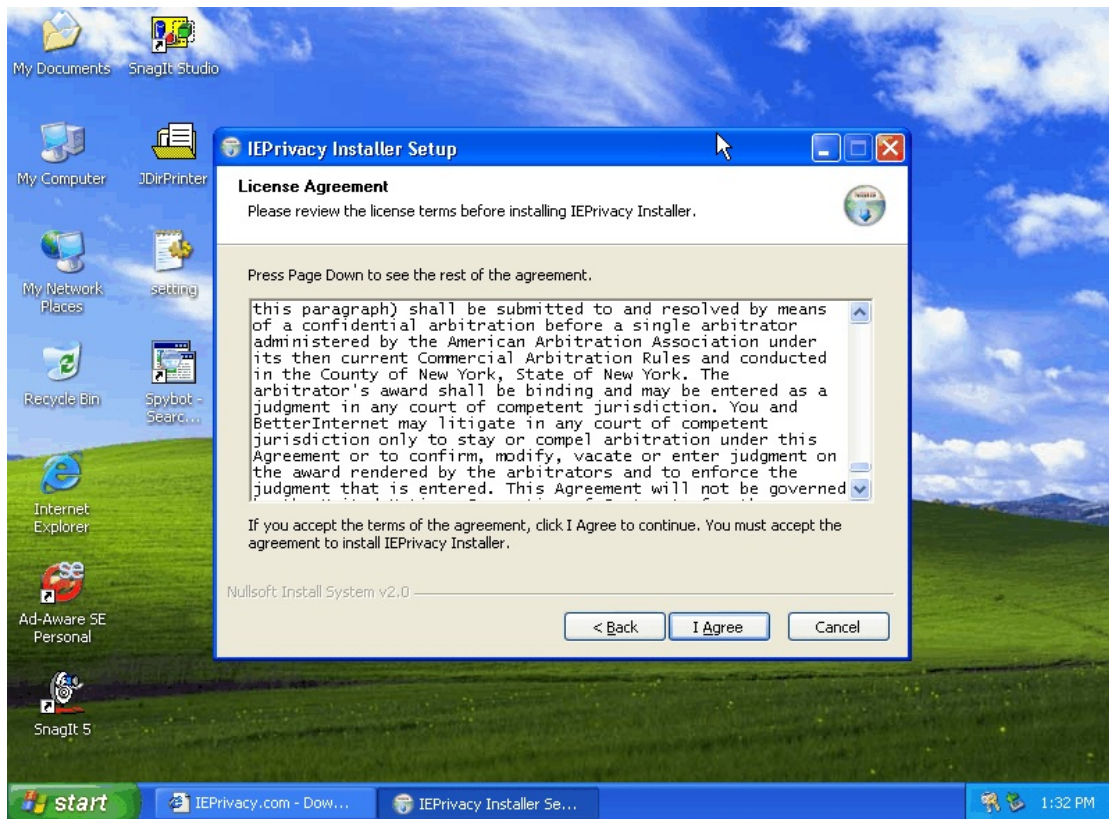 My Documents
SnagIt Studio
My Computer
JDirPrinter
My Network
Places
setting
Recycle Bin
Spybot -
Searc...
Internet
Explorer
Ad-Aware SE
Personal
SnagIt 5
IEPrivacy Installer Setup
License Agreement
Please review the license terms before installing IEPrivacy Installer.
Press Page Down to see the rest of the agreement.
this paragraph) shall be submitted to and resolved by means
of a confidential arbitration before a single arbitrator
administered by the American Arbitration Association under
its then current Commercial Arbitration Rules and conducted
in the County of New York, State of New York. The
arbitrator's award shall be binding and may be entered as a
judgment in any court of competent jurisdiction. You and
BetterInternet may litigate in any court of competent
jurisdiction only to stay or compel arbitration under this
Agreement or to confirm, modify, vacate or enter judgment on
the award rendered by the arbitrators and to enforce the
judgment that is entered. This Agreement will not be governed
If you accept the terms of the agreement, click I Agree to continue. You must accept the
agreement to install IEPrivacy Installer.
Nullsoft Install System v2.0
< Back
I Agree
Cancel
start
IEPrivacy.com - Dow...
IEPrivacy Installer Se...
1:32 PM